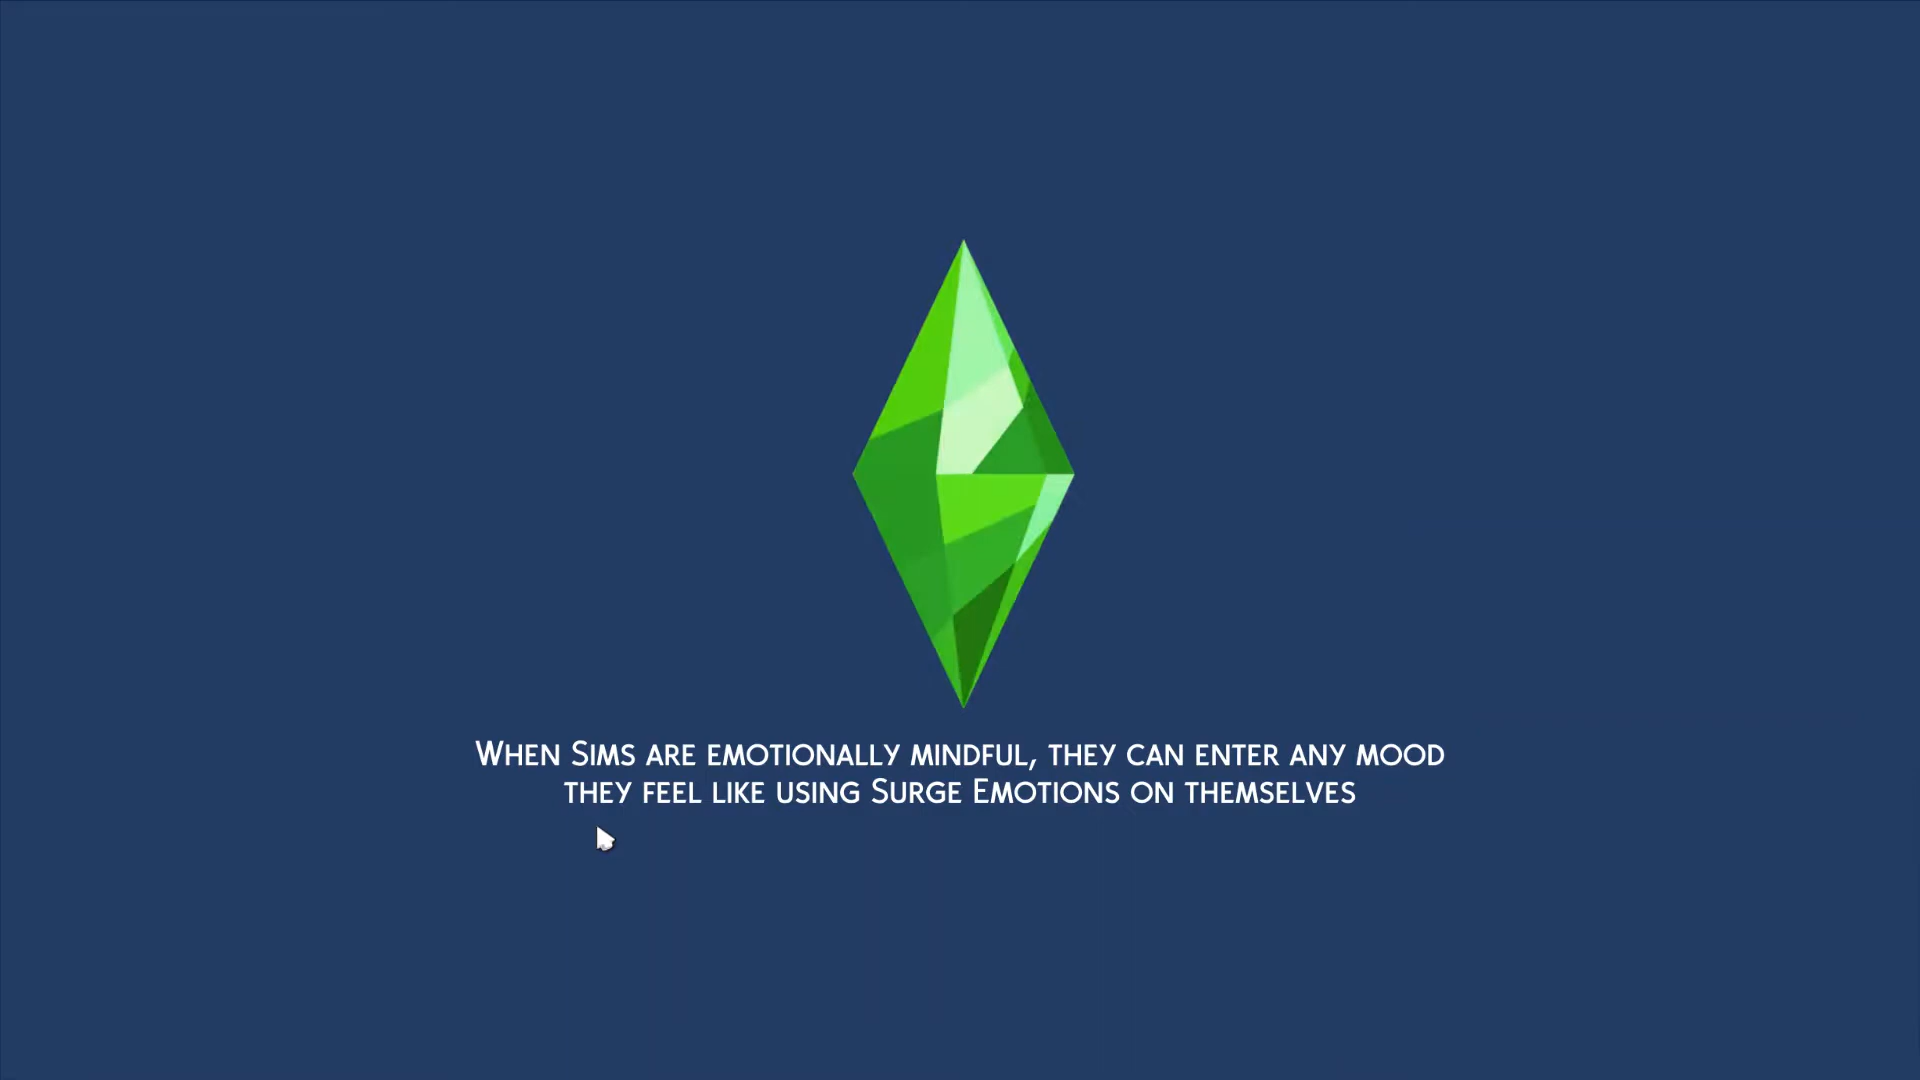 When Sims are emotionally mindful, they can enter any mood
they feel like using Surge Emotions on themselves